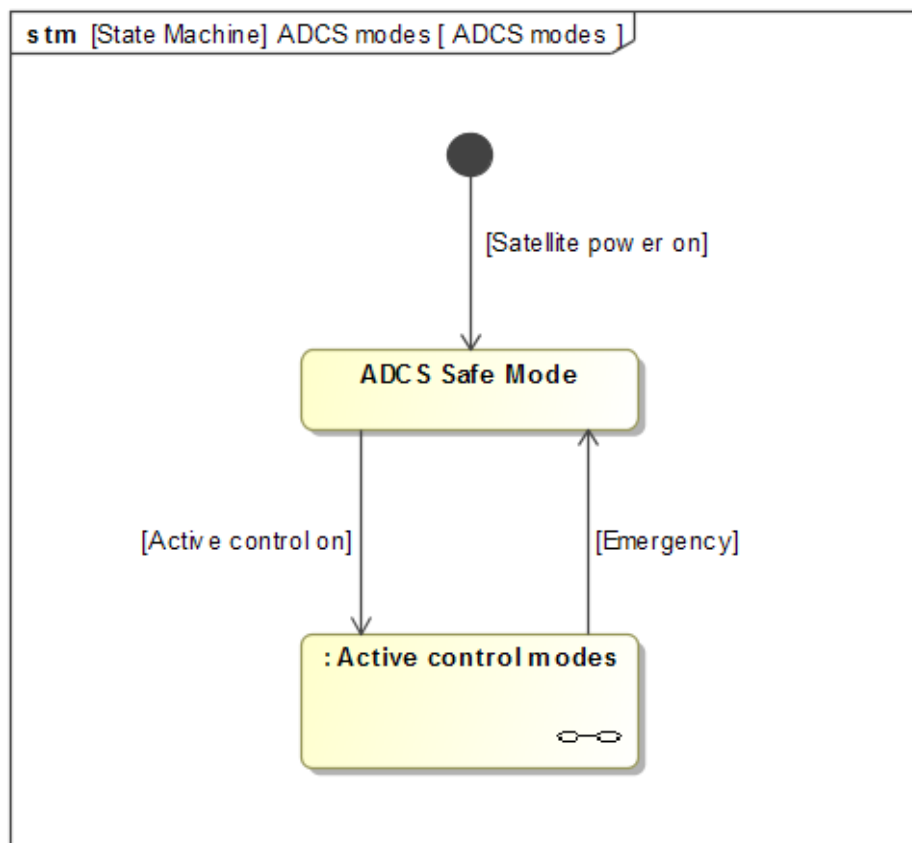 stm [State Machine] ADCS modes [ ADCS modes ]
[Satellite power on]
ADCS Safe Mode
[Active control on]
[Emergency]
: Active control modes